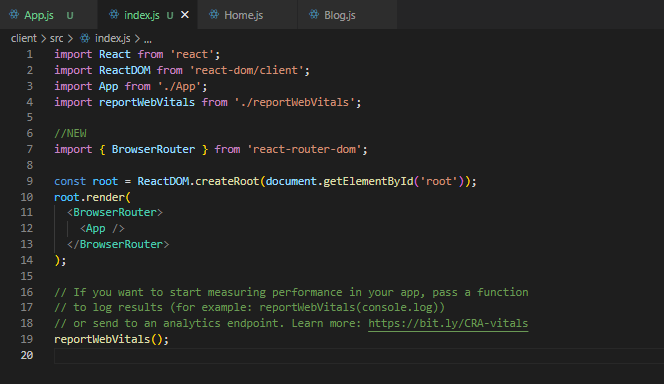 App.js U index.js U × Home.js Blog.js
client > src > index.js > ...
1 import React from 'react';
2 import ReactDOM from 'react-dom/client';
3 import App from './App';
4 import reportWebVitals from './reportWebVitals';
5
6 //NEW
7 import { BrowserRouter } from 'react-router-dom';
8
9 const root = ReactDOM.createRoot(document.getElementById('root'));
10 root.render(
11 <BrowserRouter>
12 <App />
13 </BrowserRouter>
14 );
15
16 // If you want to start measuring performance in your app, pass a function
17 // to log results (for example: reportWebVitals(console.log))
18 // or send to an analytics endpoint. Learn more: https://bit.ly/CRA-vitals
19 reportWebVitals();
20